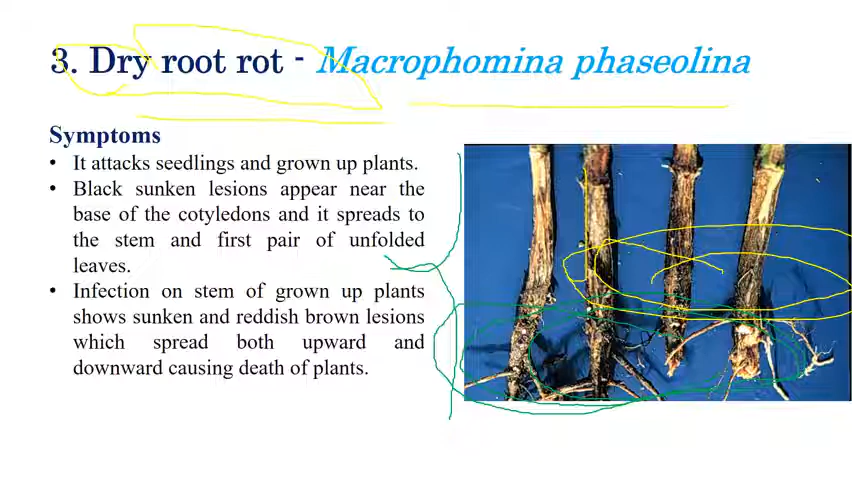 3. Dry root rot - Macrophomina phaseolina
Symptoms
• It attacks seedlings and grown up plants.
• Black sunken lesions appear near the
base of the cotyledons and it spreads to
the stem and first pair of unfolded
leaves.
• Infection on stem of grown up plants
shows sunken and reddish brown lesions
which spread both upward and
downward causing death of plants.